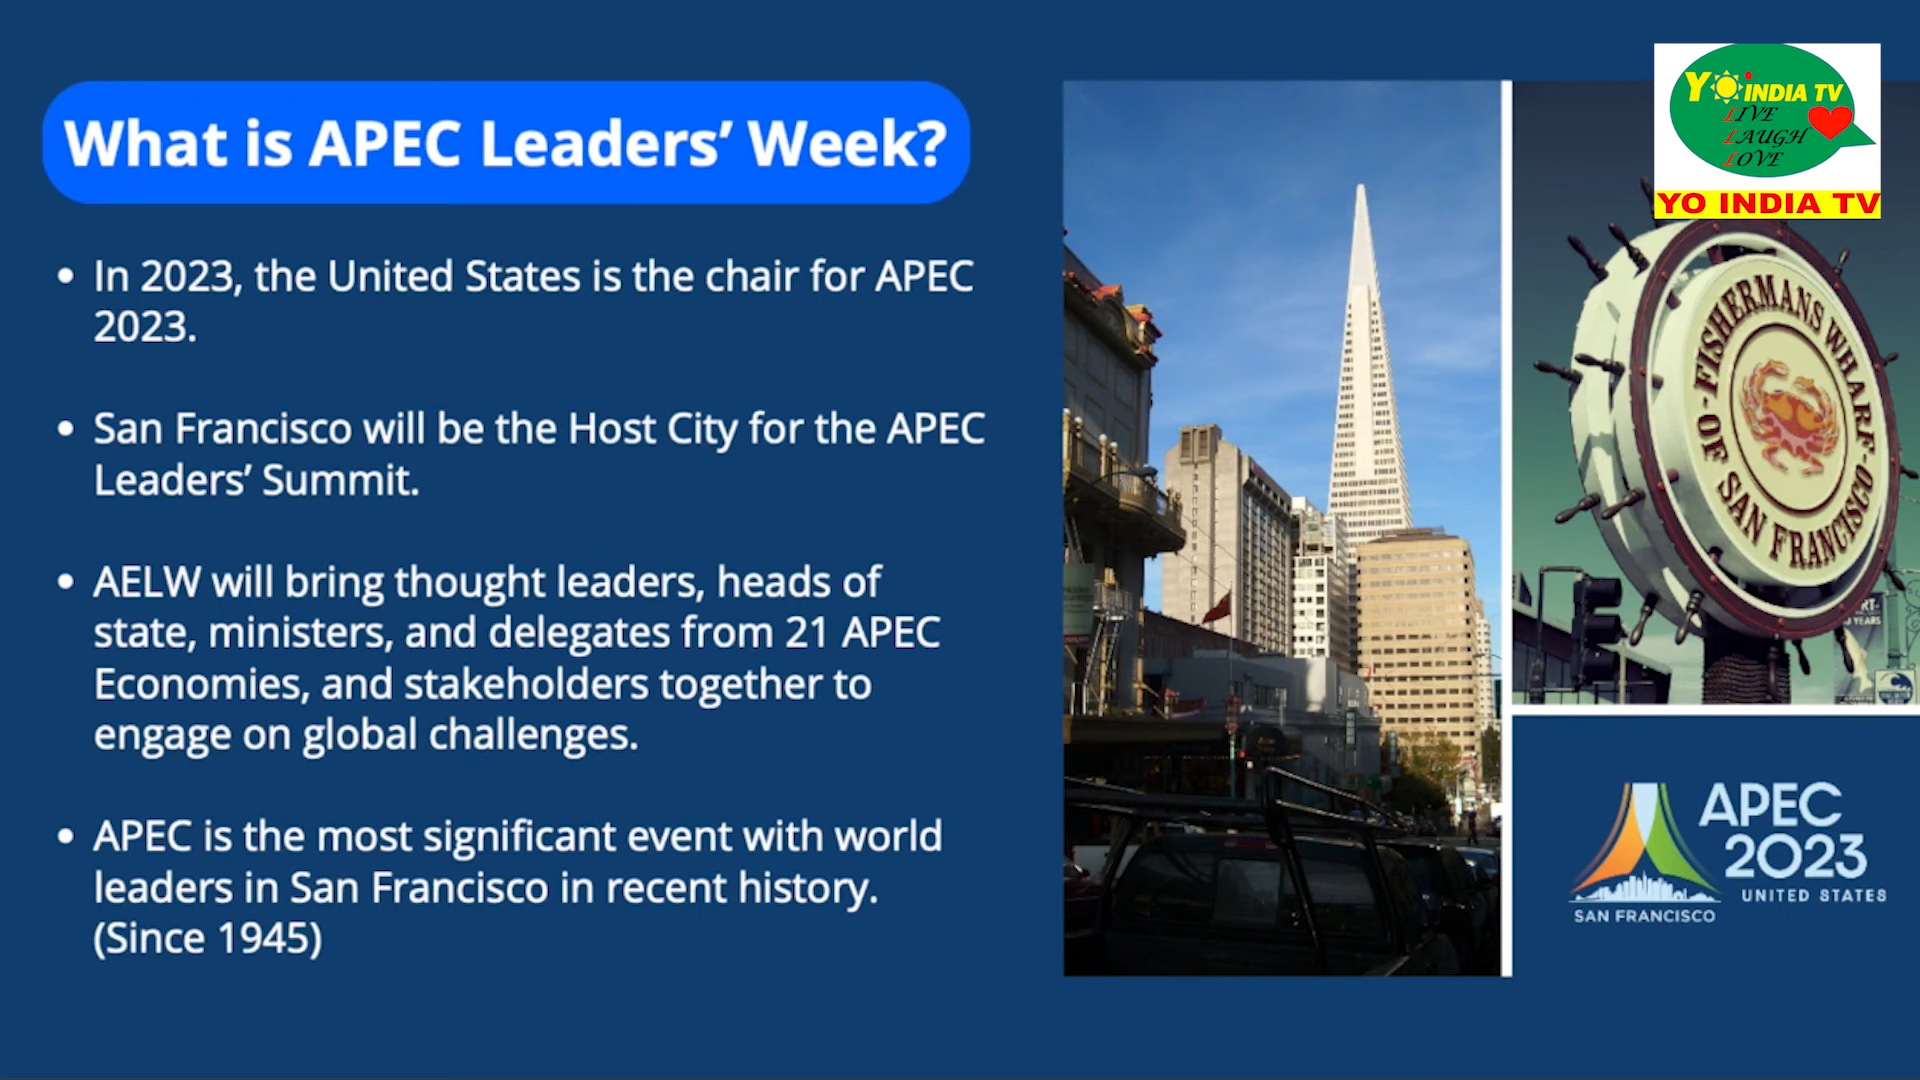 What is APEC Leaders’ Week?
• In 2023, the United States is the chair for APEC
2023.
• San Francisco will be the Host City for the APEC
Leaders’ Summit.
• AELW will bring thought leaders, heads of
state, ministers, and delegates from 21 APEC
Economies, and stakeholders together to
engage on global challenges.
• APEC is the most significant event with world
leaders in San Francisco in recent history.
(Since 1945)
YO INDIA TV
LIVE
LAUGH
LOVE
YO INDIA TV
FISHERMANS WHARF
OF SAN FRANCISCO
YEARS
APEC
2023
UNITED STATES
SAN FRANCISCO